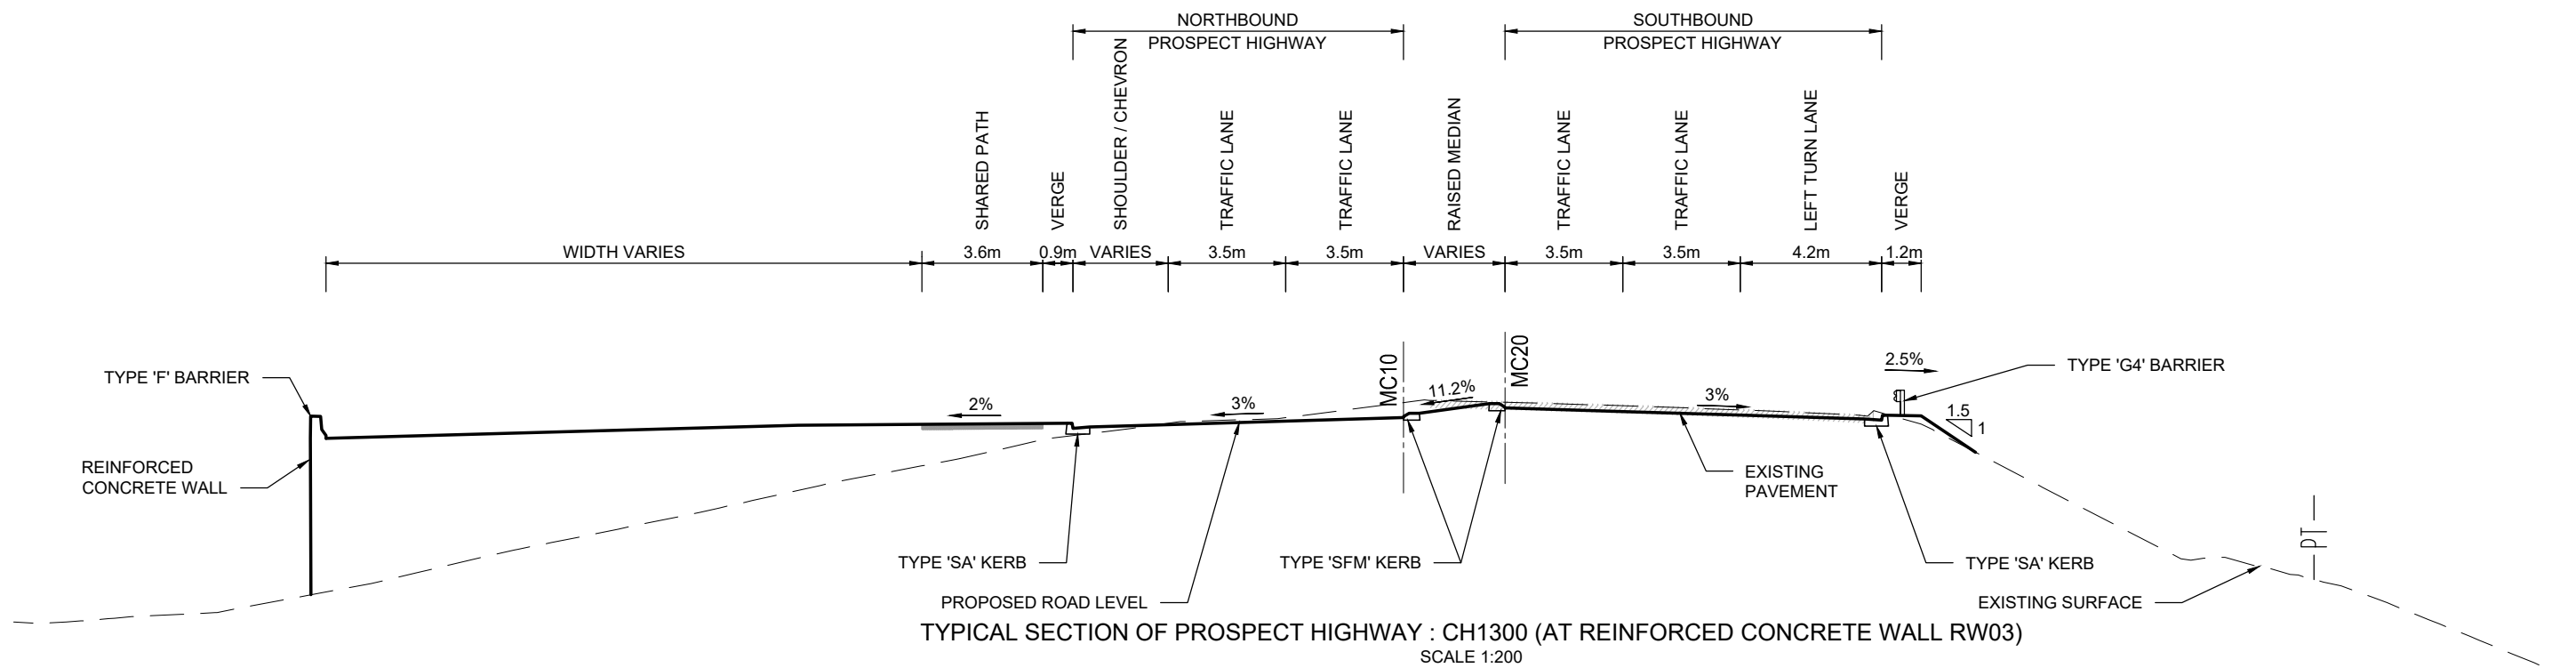 NORTHBOUND
PROSPECT HIGHWAY
SOUTHBOUND
PROSPECT HIGHWAY
SHARED PATH
VERGE
SHOULDER / CHEVRON
TRAFFIC LANE
TRAFFIC LANE
RAISED MEDIAN
TRAFFIC LANE
TRAFFIC LANE
LEFT TURN LANE
VERGE
WIDTH VARIES
3.6m
0.9m
VARIES
3.5m
3.5m
VARIES
3.5m
3.5m
4.2m
1.2m
TYPE 'F' BARRIER
2%
3%
MC10
11.2%
MC20
3%
2.5%
TYPE 'G4' BARRIER
1.5
1
REINFORCED
CONCRETE WALL
EXISTING
PAVEMENT
PT
TYPE 'SA' KERB
TYPE 'SFM' KERB
TYPE 'SA' KERB
PROPOSED ROAD LEVEL
EXISTING SURFACE
TYPICAL SECTION OF PROSPECT HIGHWAY : CH1300 (AT REINFORCED CONCRETE WALL RW03)
SCALE 1:200